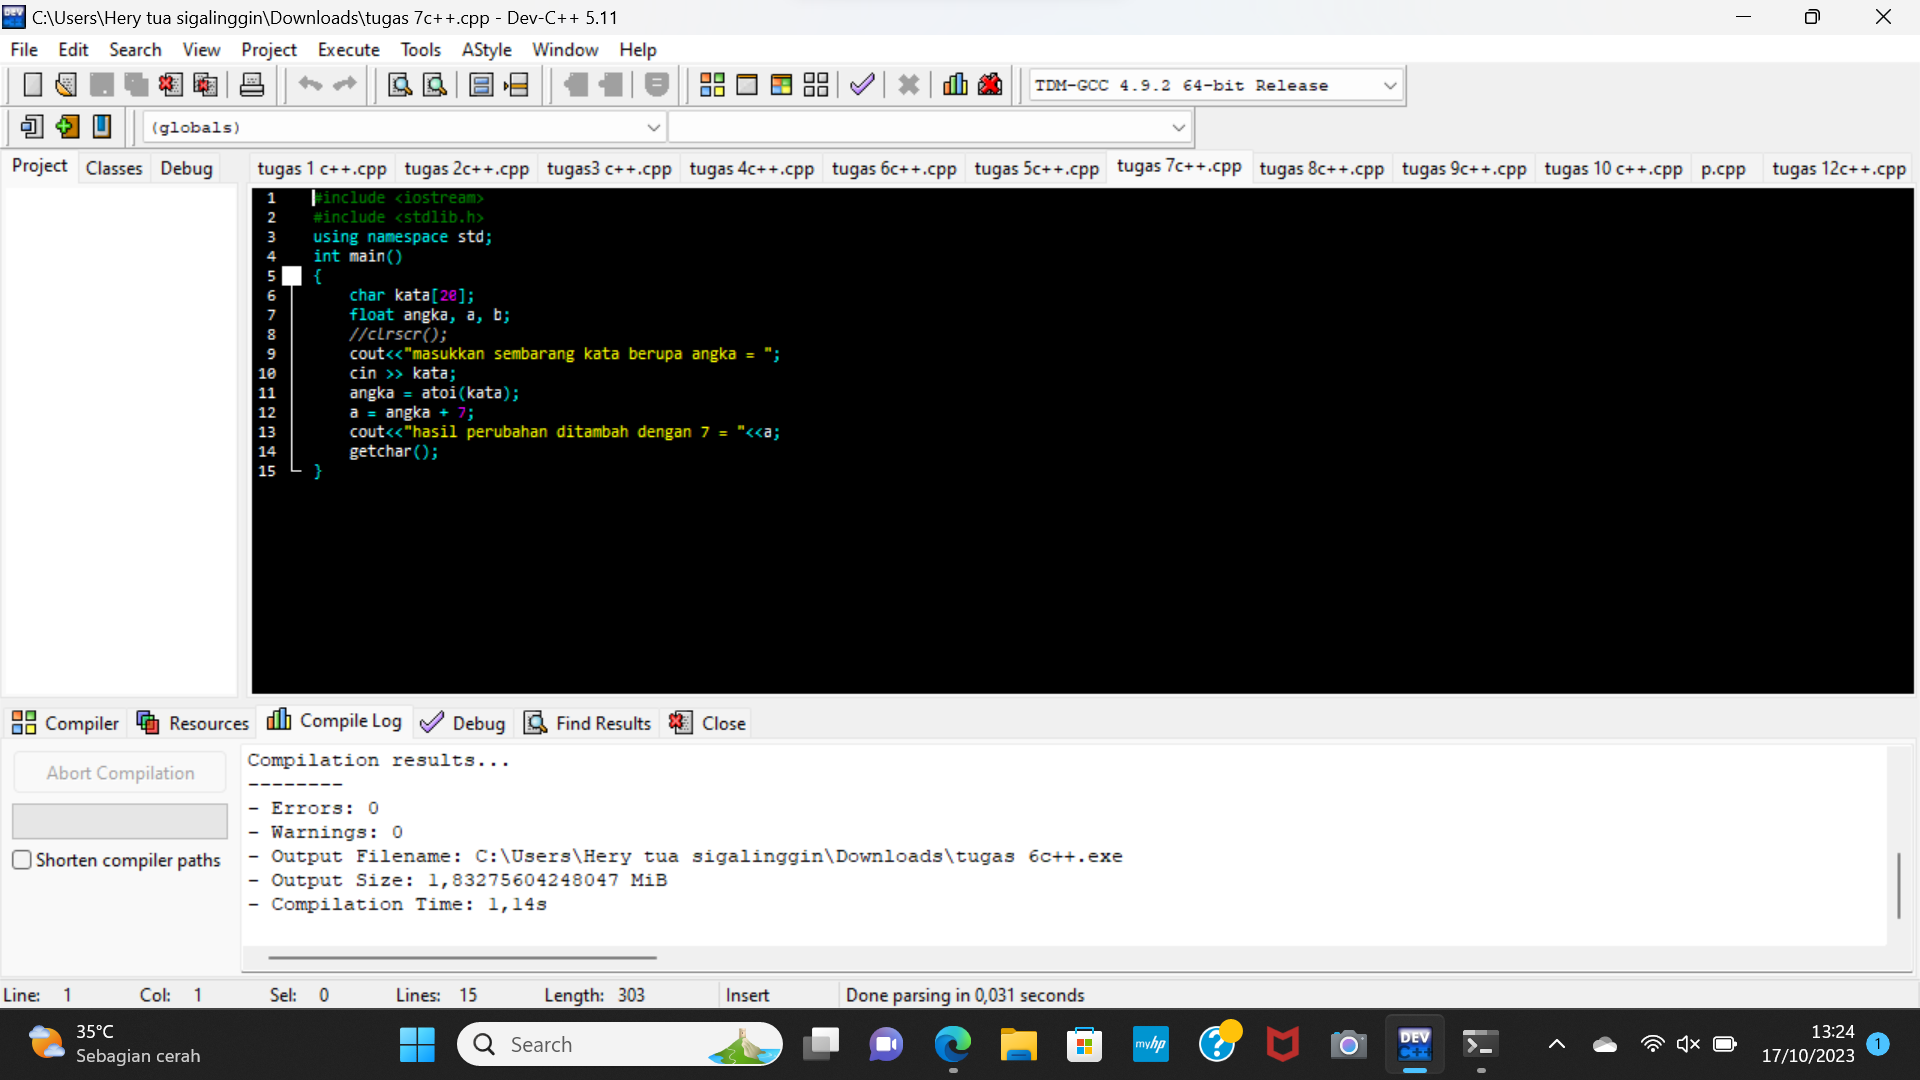 C:\Users\Hery tua sigalinggin\Downloads\tugas 7c++.cpp - Dev-C++ 5.11
File Edit Search View Project Execute Tools AStyle Window Help
TDM-GCC 4.9.2 64-bit Release
(globals)
Project Classes Debug tugas 1 c++.cpp tugas 2c++.cpp tugas3 c++.cpp tugas 4c++.cpp tugas 6c++.cpp tugas 5c++.cpp tugas 7c++.cpp tugas 8c++.cpp tugas 9c++.cpp tugas 10 c++.cpp p.cpp tugas 12c++.cpp
1 #include <iostream>
2 #include <stdlib.h>
3 using namespace std;
4 int main()
5 {
6 char kata[20];
7 float angka, a, b;
8 //clrscr();
9 cout<<"masukkan sembarang kata berupa angka = ";
10 cin >> kata;
11 angka = atoi(kata);
12 a = angka + 7;
13 cout<<"hasil perubahan ditambah dengan 7 = "<<a;
14 getchar();
15 }
Compiler Resources Compile Log Debug Find Results Close
Abort Compilation
Shorten compiler paths
Compilation results...
--------
- Errors: 0
- Warnings: 0
- Output Filename: C:\Users\Hery tua sigalinggin\Downloads\tugas 6c++.exe
- Output Size: 1,83275604248047 MiB
- Compilation Time: 1,14s
Line: 1 Col: 1 Sel: 0 Lines: 15 Length: 303 Insert Done parsing in 0,031 seconds
35°C
Sebagian cerah
Search
myhp
DEV
C++
13:24
17/10/2023
1